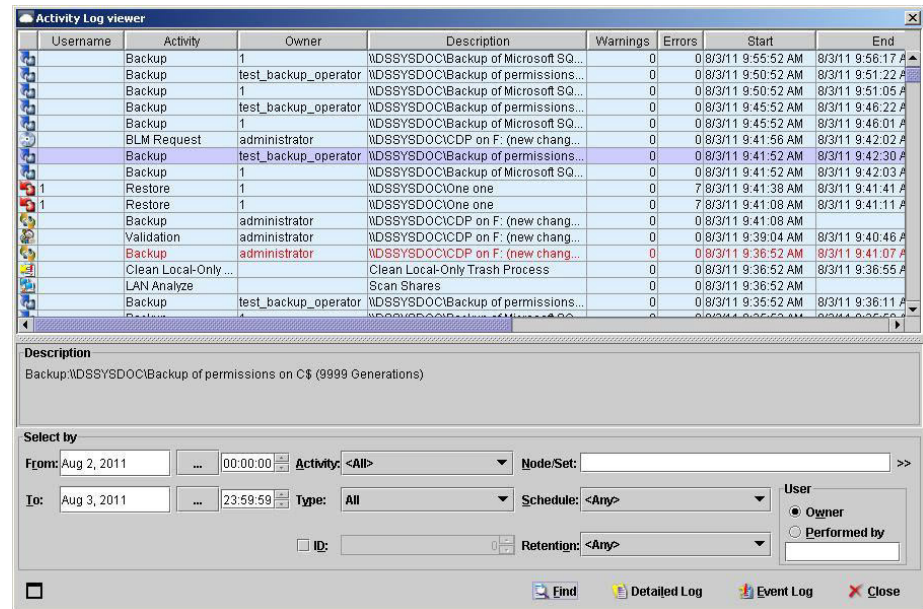 Activity Log viewer
Username Activity Owner Description Warnings Errors Start End
Backup 1 \\DSSYSDOC\Backup of Microsoft SQ... 0 0 8/3/11 9:55:52 AM 8/3/11 9:56:17 A
Backup test_backup_operator \\DSSYSDOC\Backup of permissions... 0 0 8/3/11 9:50:52 AM 8/3/11 9:51:22 A
Backup 1 \\DSSYSDOC\Backup of Microsoft SQ... 0 0 8/3/11 9:50:52 AM 8/3/11 9:51:05 A
Backup test_backup_operator \\DSSYSDOC\Backup of permissions... 0 0 8/3/11 9:45:52 AM 8/3/11 9:46:22 A
Backup 1 \\DSSYSDOC\Backup of Microsoft SQ... 0 0 8/3/11 9:45:52 AM 8/3/11 9:46:01 A
BLM Request administrator \\DSSYSDOC\CDP on F: (new chang... 0 0 8/3/11 9:41:56 AM 8/3/11 9:42:02 A
Backup test_backup_operator \\DSSYSDOC\Backup of permissions... 0 0 8/3/11 9:41:52 AM 8/3/11 9:42:30 A
Backup 1 \\DSSYSDOC\Backup of Microsoft SQ... 0 0 8/3/11 9:41:52 AM 8/3/11 9:42:03 A
1 Restore 1 \\DSSYSDOC\One one 0 7 8/3/11 9:41:38 AM 8/3/11 9:41:41 A
1 Restore 1 \\DSSYSDOC\One one 0 7 8/3/11 9:41:08 AM 8/3/11 9:41:11 A
Backup administrator \\DSSYSDOC\CDP on F: (new chang... 0 0 8/3/11 9:41:08 AM
Validation administrator \\DSSYSDOC\CDP on F: (new chang... 0 0 8/3/11 9:39:04 AM 8/3/11 9:40:46 A
Backup administrator \\DSSYSDOC\CDP on F: (new chang... 0 0 8/3/11 9:36:52 AM 8/3/11 9:41:07 A
Clean Local-Only ... Clean Local-Only Trash Process 0 0 8/3/11 9:36:52 AM 8/3/11 9:36:55 A
LAN Analyze Scan Shares 0 0 8/3/11 9:36:52 AM
Backup test_backup_operator \\DSSYSDOC\Backup of permissions... 0 0 8/3/11 9:35:52 AM 8/3/11 9:36:11 A
Description
Backup:\\DSSYSDOC\Backup of permissions on C$ (9999 Generations)
Select by
From: Aug 2, 2011 ... 00:00:00 Activity: <All> Node/Set: >>
To: Aug 3, 2011 ... 23:59:59 Type: All Schedule: <Any>
User
Owner
Performed by
ID: 0 Retention: <Any>
Find Detailed Log Event Log Close